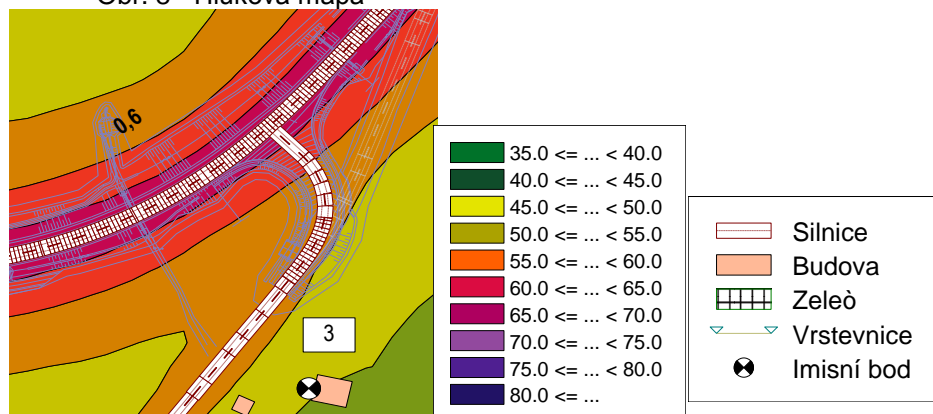 Obr. 8 - Hluková mapa
0,6
3
35.0 <= ... < 40.0
40.0 <= ... < 45.0
45.0 <= ... < 50.0
50.0 <= ... < 55.0
55.0 <= ... < 60.0
60.0 <= ... < 65.0
65.0 <= ... < 70.0
70.0 <= ... < 75.0
75.0 <= ... < 80.0
80.0 <= ...
Silnice
Budova
Zeleò
Vrstevnice
Imisní bod